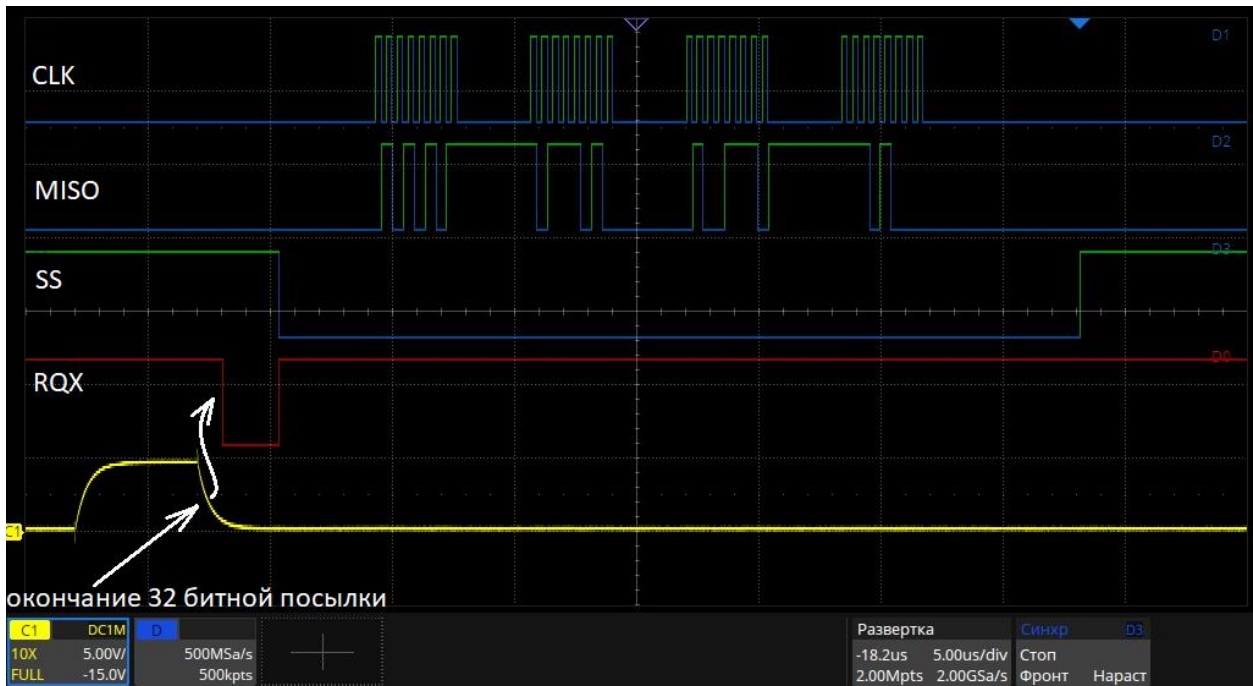 D1
CLK
D2
MISO
D3
SS
D0
RQX
C1
окончание 32 битной посылки
C1 DC1M D Развертка Синхр D3
10X 5.00V/ 500MSa/s -18.2us 5.00us/div Стоп
FULL -15.0V 500kpts 2.00Mpts 2.00GSa/s Фронт Нараст